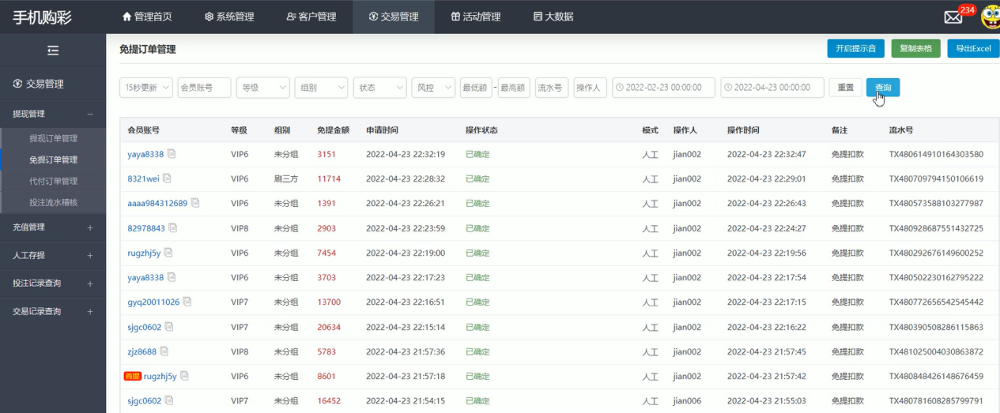 手机购彩 管理首页 系统管理 客户管理 交易管理 活动管理 大数据 234
免提订单管理 开启提示音 复制表格 导出Excel
交易管理
提现管理
提现订单管理
免提订单管理
代付订单管理
投注流水稽核
充值管理
人工存提
投注记录查询
交易记录查询
15秒更新 会员账号 等级 组别 状态 风控 最低额 - 最高额 流水号 操作人 2022-02-23 00:00:00 2022-04-23 00:00:00 重置 查询
会员账号 等级 组别 免提金额 申请时间 操作状态 模式 操作人 操作时间 备注 流水号
yaya8338 VIP6 未分组 3151 2022-04-23 22:32:19 已确定 人工 jian002 2022-04-23 22:32:47 免提扣款 TX480614910164303580
8321wei VIP6 刷三方 11714 2022-04-23 22:28:32 已确定 人工 jian002 2022-04-23 22:29:01 免提扣款 TX480709794150106619
aaaa984312689 VIP6 未分组 1391 2022-04-23 22:26:21 已确定 人工 jian002 2022-04-23 22:26:43 免提扣款 TX480573588103277987
82978843 VIP8 未分组 2903 2022-04-23 22:23:59 已确定 人工 jian002 2022-04-23 22:24:27 免提扣款 TX480928687551432725
rugzhj5y VIP6 未分组 7454 2022-04-23 22:19:00 已确定 人工 jian002 2022-04-23 22:19:56 免提扣款 TX480292676149600252
yaya8338 VIP6 未分组 3703 2022-04-23 22:17:23 已确定 人工 jian002 2022-04-23 22:17:54 免提扣款 TX480502230162795222
gyq20011026 VIP7 未分组 13700 2022-04-23 22:16:51 已确定 人工 jian002 2022-04-23 22:17:15 免提扣款 TX480772656542545442
sjgc0602 VIP7 未分组 20634 2022-04-23 22:15:14 已确定 人工 jian002 2022-04-23 22:16:22 免提扣款 TX480390508286115863
zjz8688 VIP8 未分组 5783 2022-04-23 21:57:36 已确定 人工 jian002 2022-04-23 21:57:45 免提扣款 TX481025004030863872
首提 rugzhj5y VIP6 未分组 8601 2022-04-23 21:57:18 已确定 人工 jian002 2022-04-23 21:57:42 免提扣款 TX480848426148676459
sjgc0602 VIP7 未分组 16452 2022-04-23 21:54:15 已确定 人工 jian006 2022-04-23 21:55:03 免提扣款 TX480781608285799791